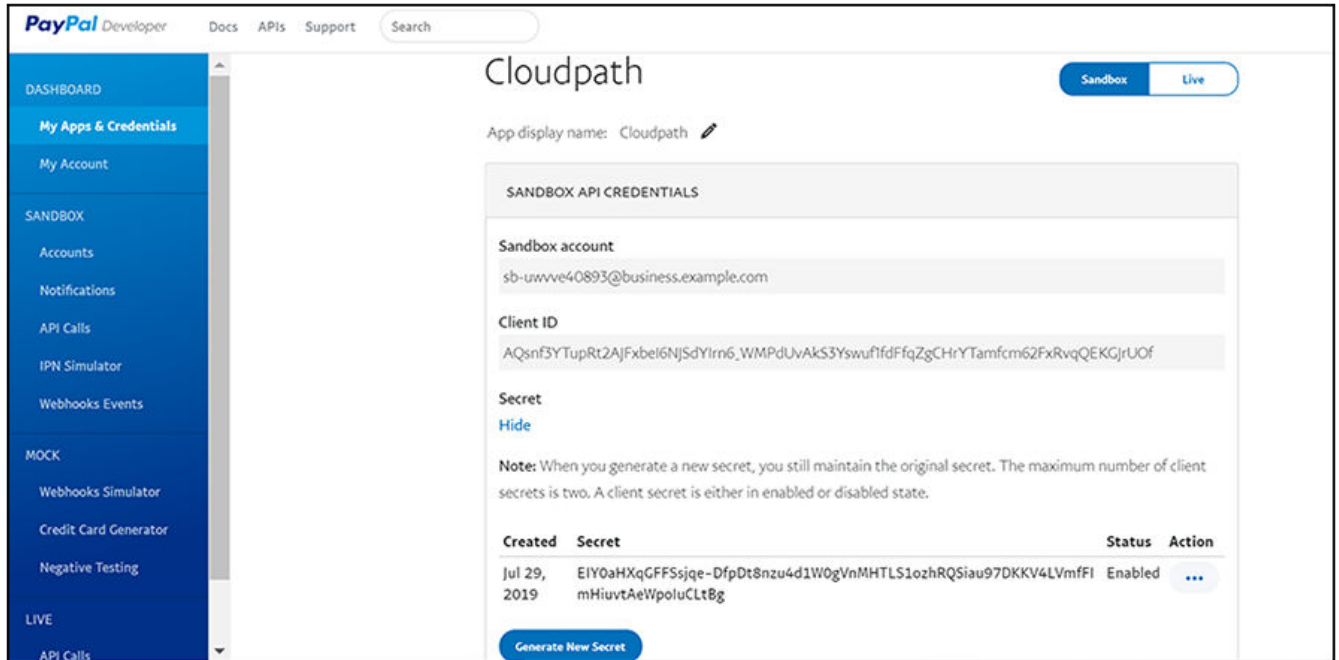 PayPal Developer Docs APIs Support Search
DASHBOARD
My Apps & Credentials
My Account
SANDBOX
Accounts
Notifications
API Calls
IPN Simulator
Webhooks Events
MOCK
Webhooks Simulator
Credit Card Generator
Negative Testing
LIVE
API Calls
Cloudpath
Sandbox Live
App display name: Cloudpath
SANDBOX API CREDENTIALS
Sandbox account
sb-uwvve40893@business.example.com
Client ID
AQsnf3YTupRt2AJFxbeI6NJSdYIrn6_WMPdUvAkS3Yswuf1fdFfqZgCHrYTamfcm62FxRvqQEKGJrUOf
Secret
Hide
Note: When you generate a new secret, you still maintain the original secret. The maximum number of client
secrets is two. A client secret is either in enabled or disabled state.
Created Secret Status Action
Jul 29, EIY0aHXqGFFSsjqe-DfpDt8nzu4d1W0gVnMHTLS1ozhRQSiau97DKKV4LVmfFI Enabled
2019 mHiuvtAeWpoIuCLtBg
Generate New Secret